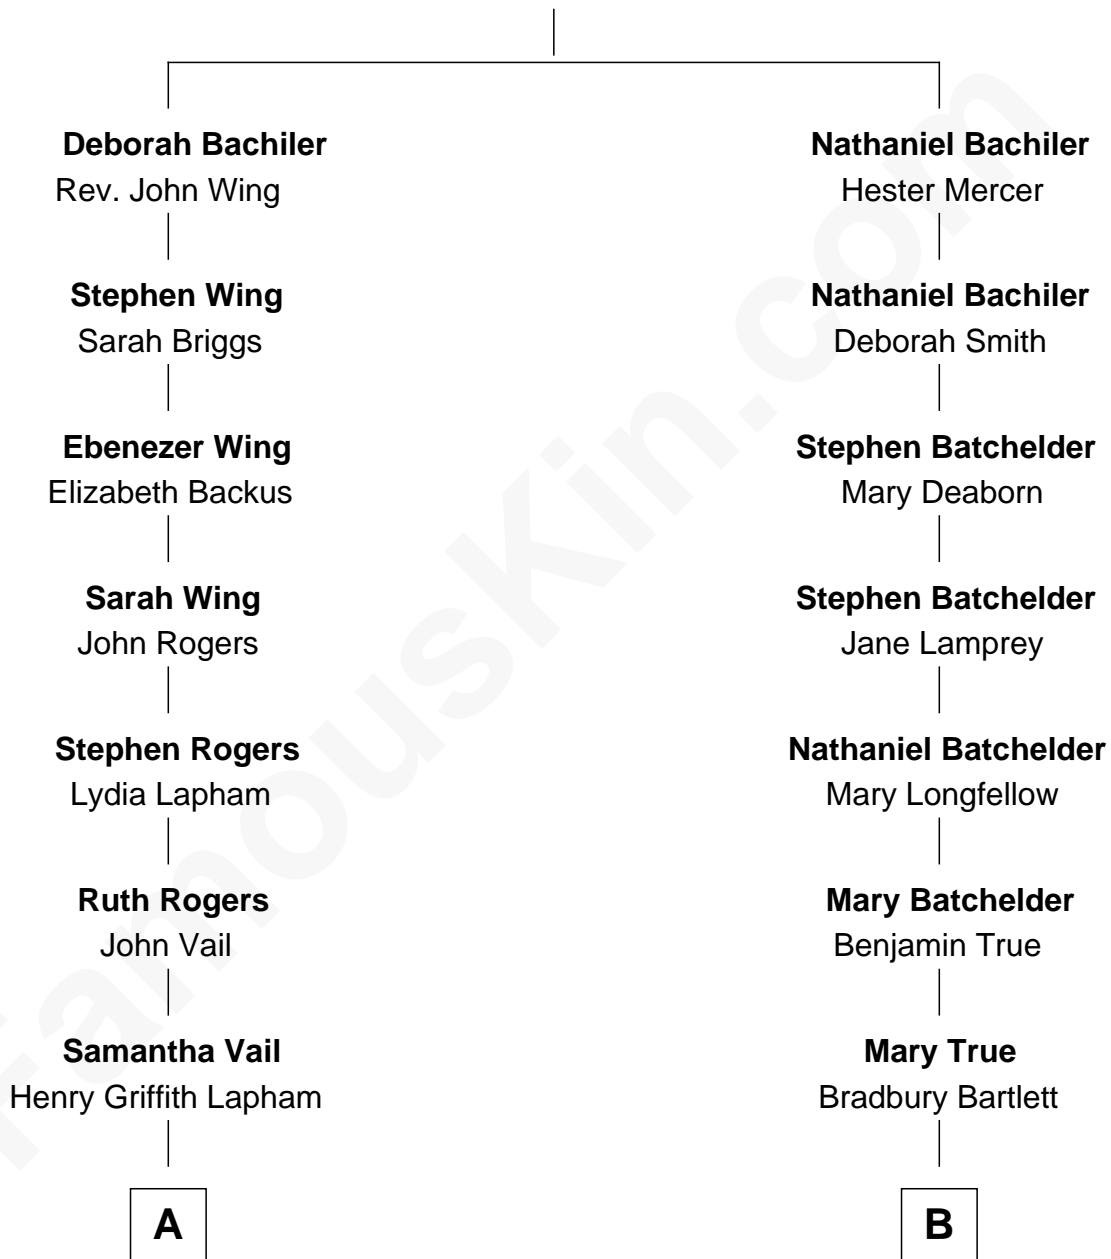 Deborah Bachiler
Rev. John Wing
Stephen Wing
Sarah Briggs
Ebenezer Wing
Elizabeth Backus
Sarah Wing
John Rogers
Stephen Rogers
Lydia Lapham
Ruth Rogers
John Vail
Samantha Vail
Henry Griffith Lapham
A
Nathaniel Bachiler
Hester Mercer
Nathaniel Bachiler
Deborah Smith
Stephen Batchelder
Mary Deaborn
Stephen Batchelder
Jane Lamprey
Nathaniel Batchelder
Mary Longfellow
Mary Batchelder
Benjamin True
Mary True
Bradbury Bartlett
B
FamousKin.com